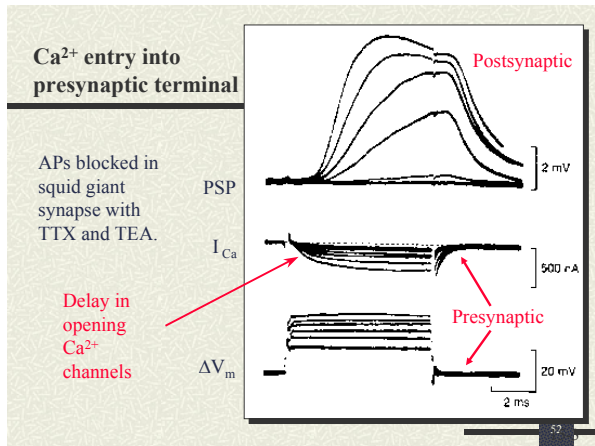 Ca²⁺ entry into
presynaptic terminal
Postsynaptic
2 mV
APs blocked in
squid giant
synapse with
TTX and TEA.
PSP
I Ca
500 nA
Delay in
opening
Ca²⁺
channels
Presynaptic
ΔVm
20 mV
2 ms
52